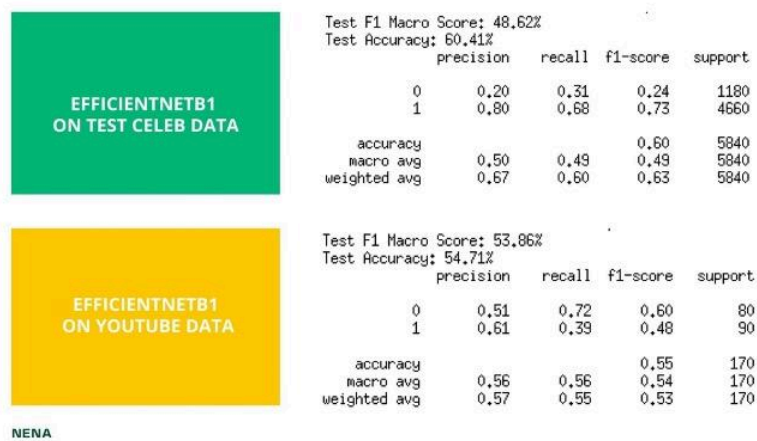 EFFICIENTNETB1
ON TEST CELEB DATA
Test F1 Macro Score: 48.62%
Test Accuracy: 60.41%
precision recall f1-score support
0 0.20 0.31 0.24 1180
1 0.80 0.68 0.73 4660
accuracy 0.60 5840
macro avg 0.50 0.49 0.49 5840
weighted avg 0.67 0.60 0.63 5840
EFFICIENTNETB1
ON YOUTUBE DATA
Test F1 Macro Score: 53.86%
Test Accuracy: 54.71%
precision recall f1-score support
0 0.51 0.72 0.60 80
1 0.61 0.39 0.48 90
accuracy 0.55 170
macro avg 0.56 0.56 0.54 170
weighted avg 0.57 0.55 0.53 170
NENA